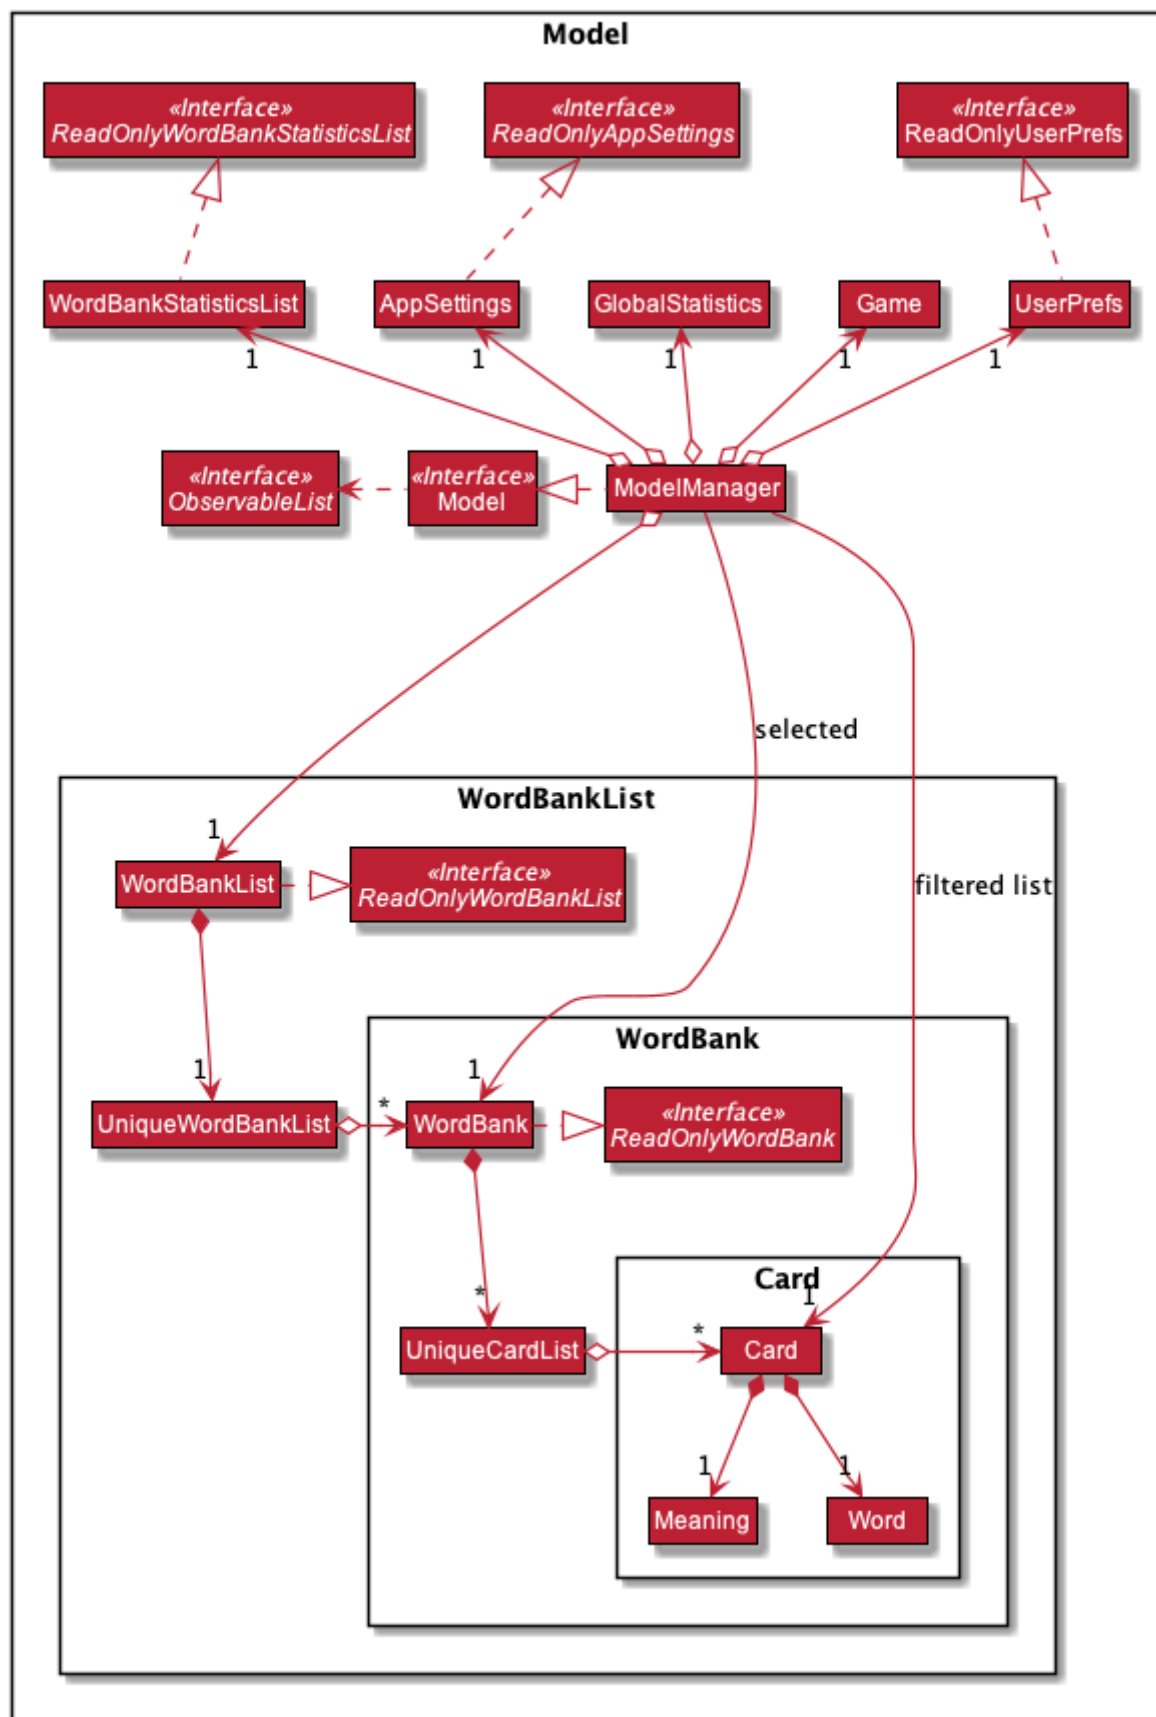 Model
«Interface»
ReadOnlyWordBankStatisticsList
«Interface»
ReadOnlyAppSettings
«Interface»
ReadOnlyUserPrefs
WordBankStatisticsList
AppSettings
GlobalStatistics
Game
UserPrefs
1
1
1
1
1
«Interface»
ObservableList
«Interface»
Model
ModelManager
selected
WordBankList
1
WordBankList
«Interface»
ReadOnlyWordBankList
filtered list
WordBank
1
1
UniqueWordBankList
*
WordBank
«Interface»
ReadOnlyWordBank
Card
*
1
UniqueCardList
*
Card
1
1
Meaning
Word